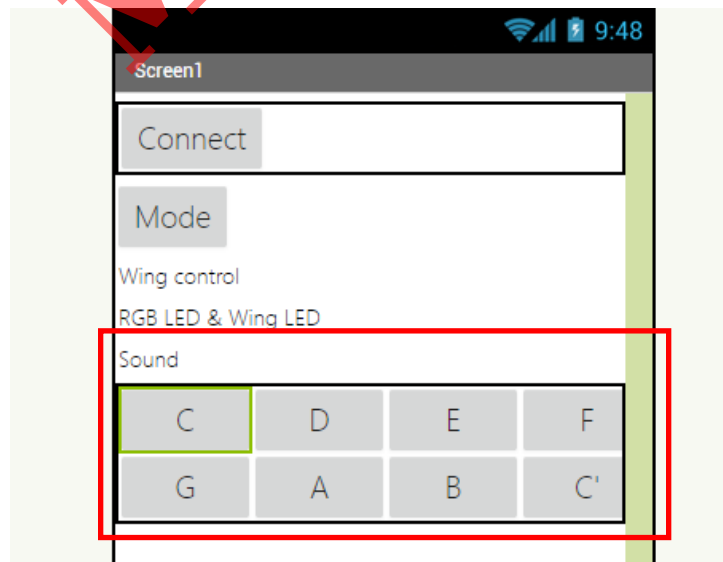 9:48
Screen1
Connect
Mode
Wing control
RGB LED & Wing LED
Sound
C D E F
G A B C'